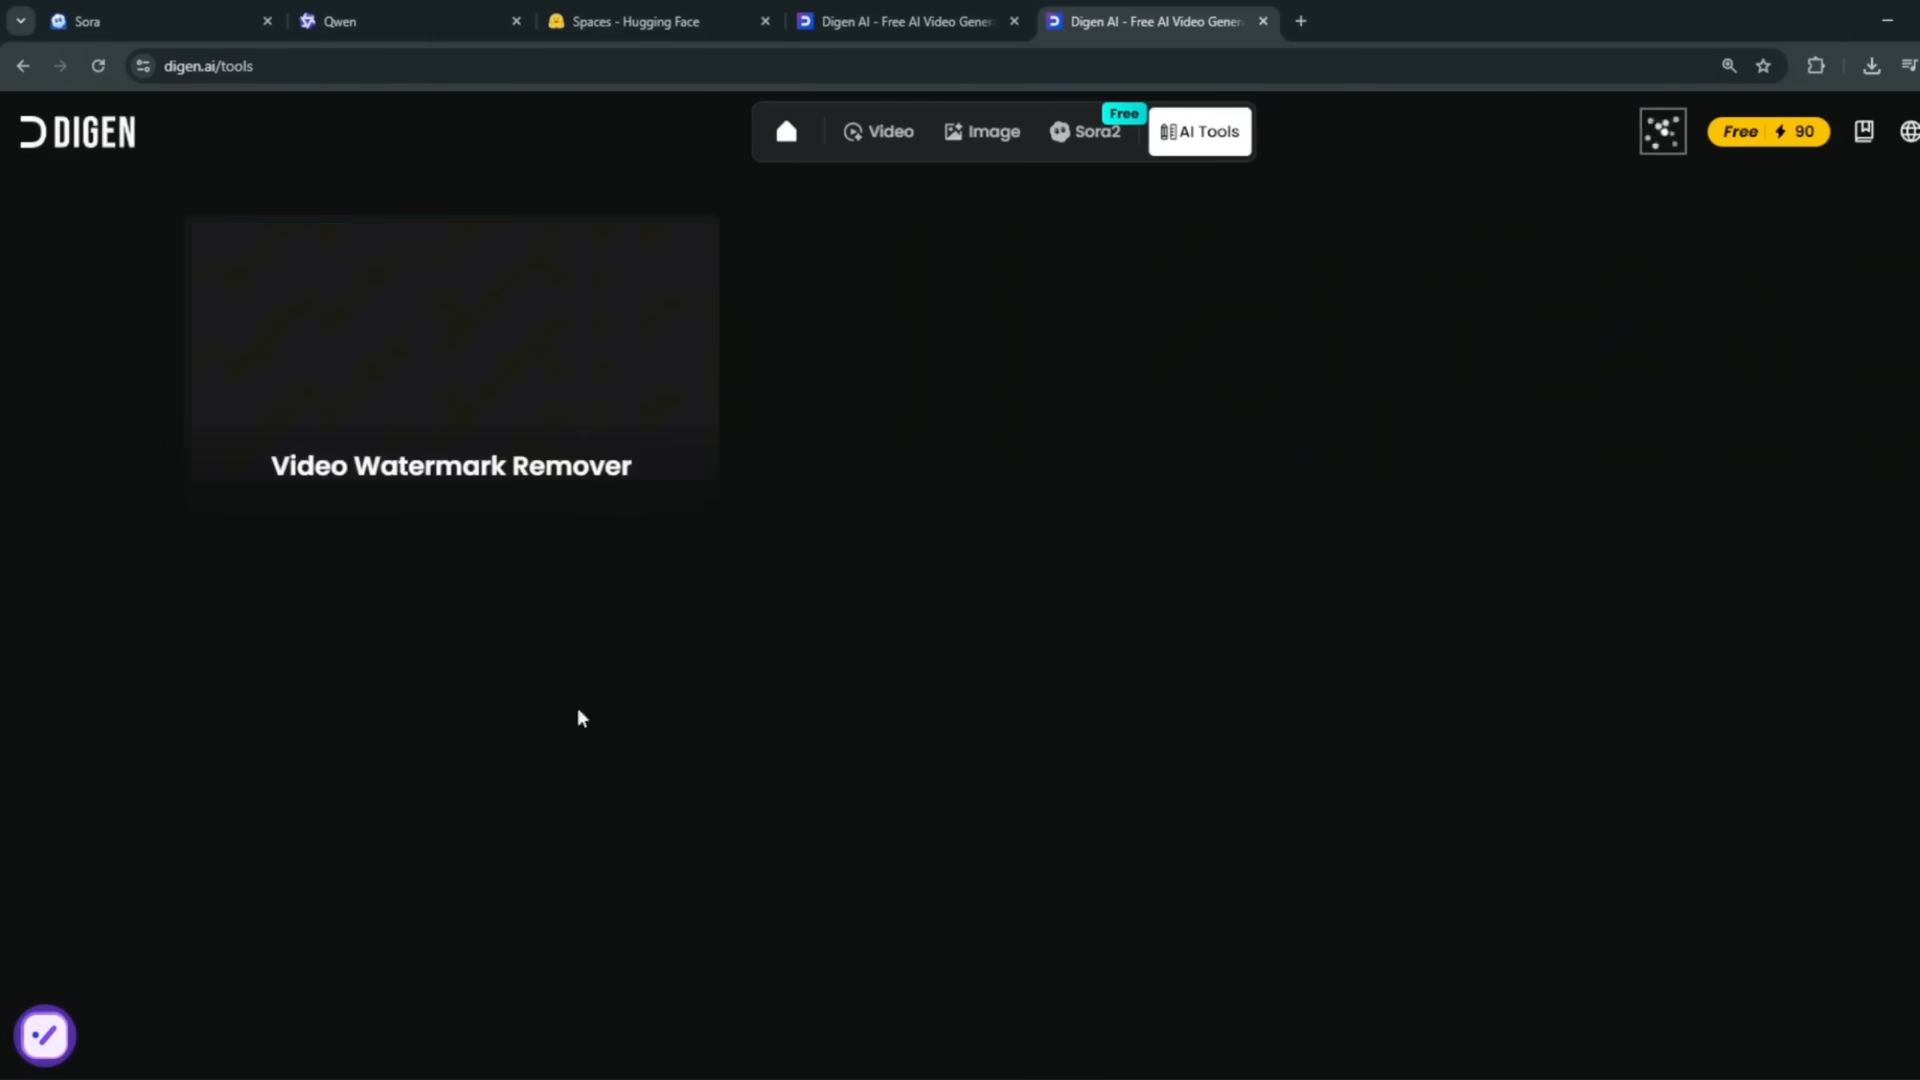 Sora
Qwen
Spaces - Hugging Face
Digen AI - Free AI Video Gener
Digen AI - Free AI Video Gener
digen.ai/tools
DIGEN
Video
Image
Sora2
Free
AI Tools
Free 90
Video Watermark Remover